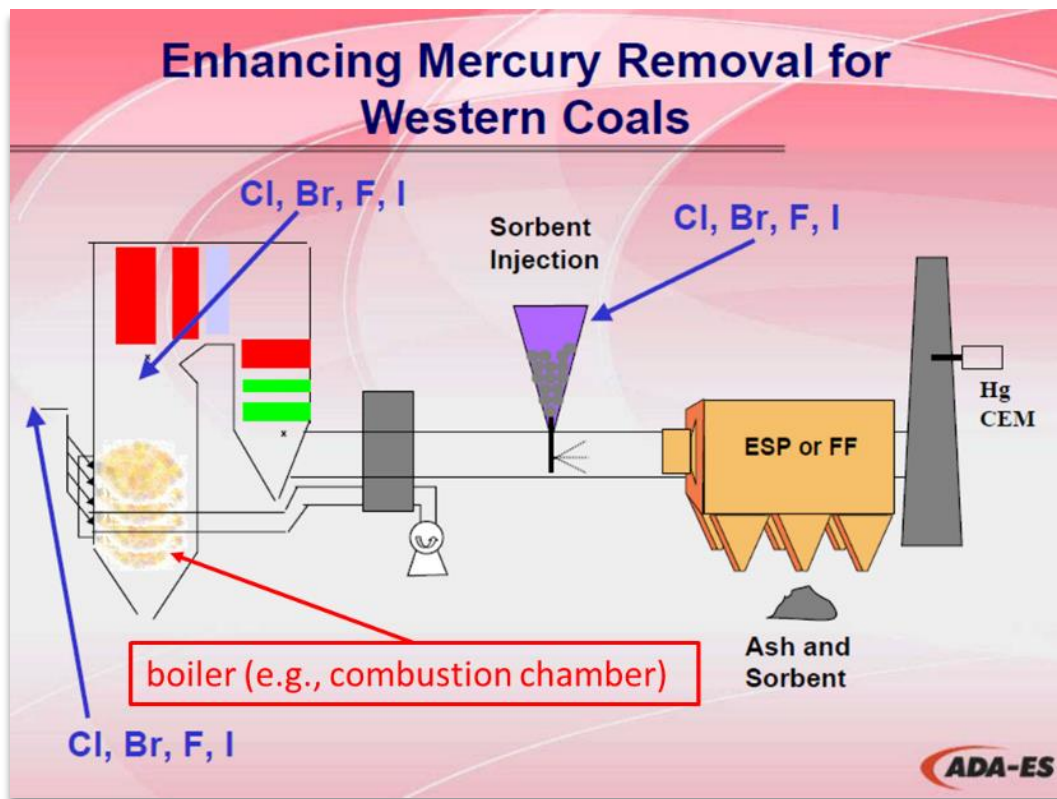 Enhancing Mercury Removal for
Western Coals
Cl, Br, F, I
Sorbent
Injection
Cl, Br, F, I
Hg
CEM
ESP or FF
x
x
boiler (e.g., combustion chamber)
Ash and
Sorbent
Cl, Br, F, I
ADA-ES